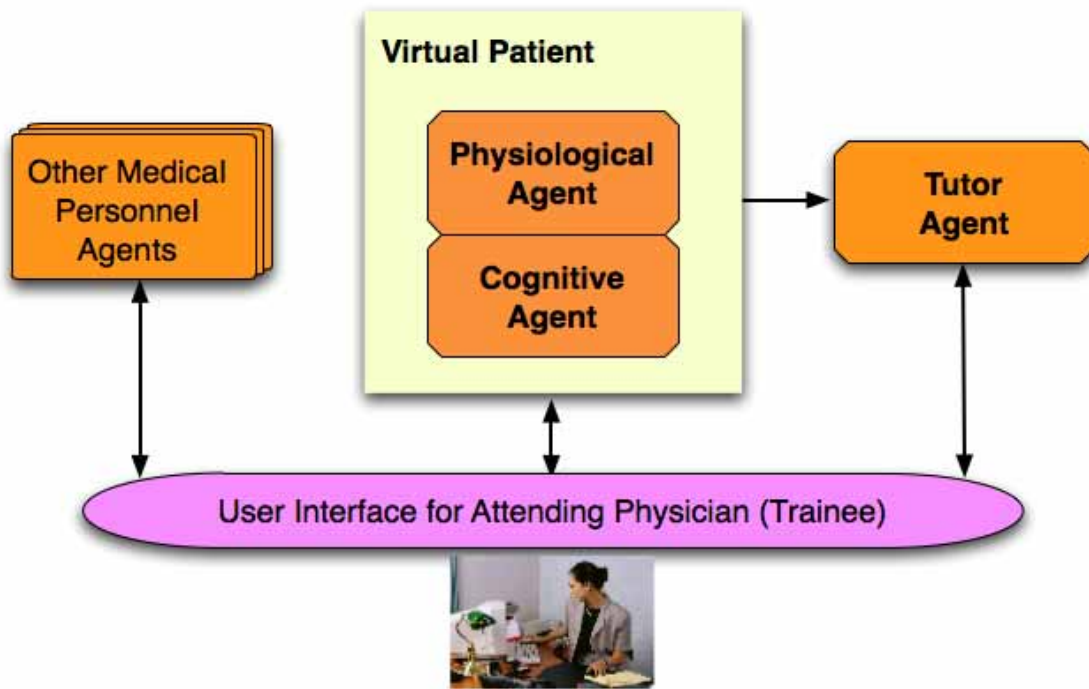 Virtual Patient
Physiological
Agent
Cognitive
Agent
Other Medical
Personnel
Agents
Tutor
Agent
User Interface for Attending Physician (Trainee)